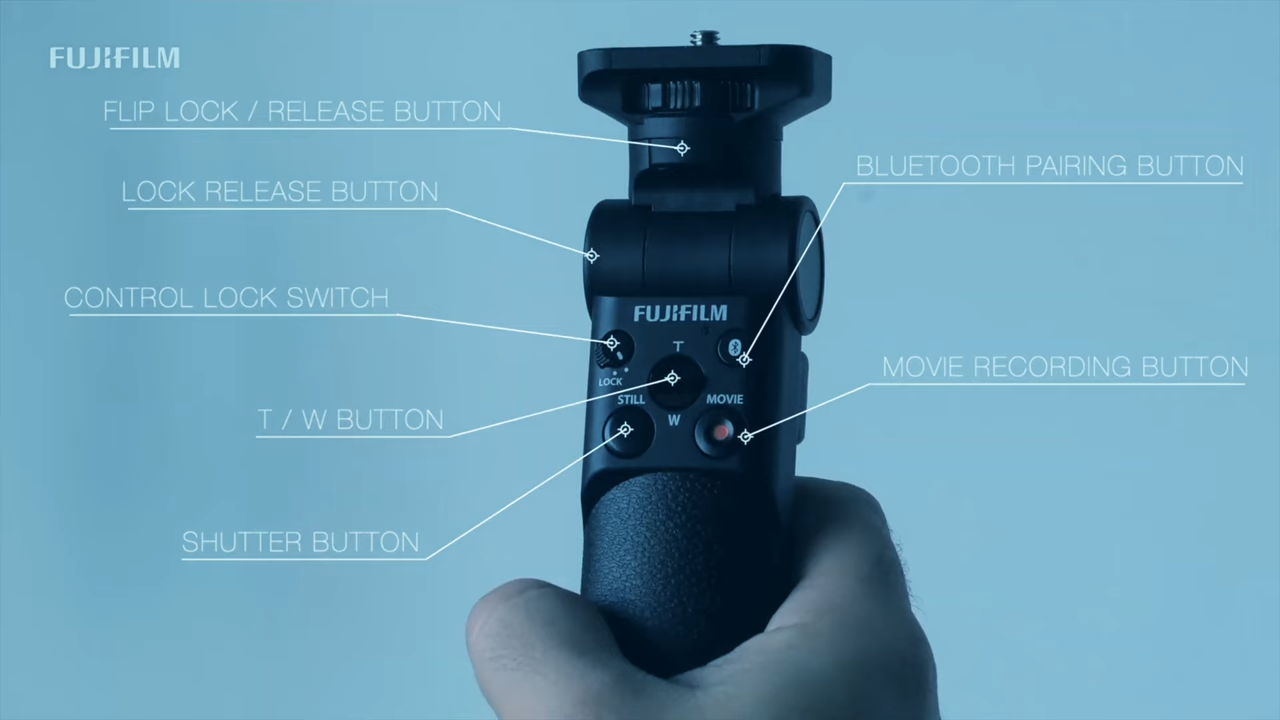 FUJIFILM
FLIP LOCK / RELEASE BUTTON
LOCK RELEASE BUTTON
CONTROL LOCK SWITCH
T / W BUTTON
SHUTTER BUTTON
BLUETOOTH PAIRING BUTTON
MOVIE RECORDING BUTTON
FUJIFILM
T
LOCK
STILL
MOVIE
W